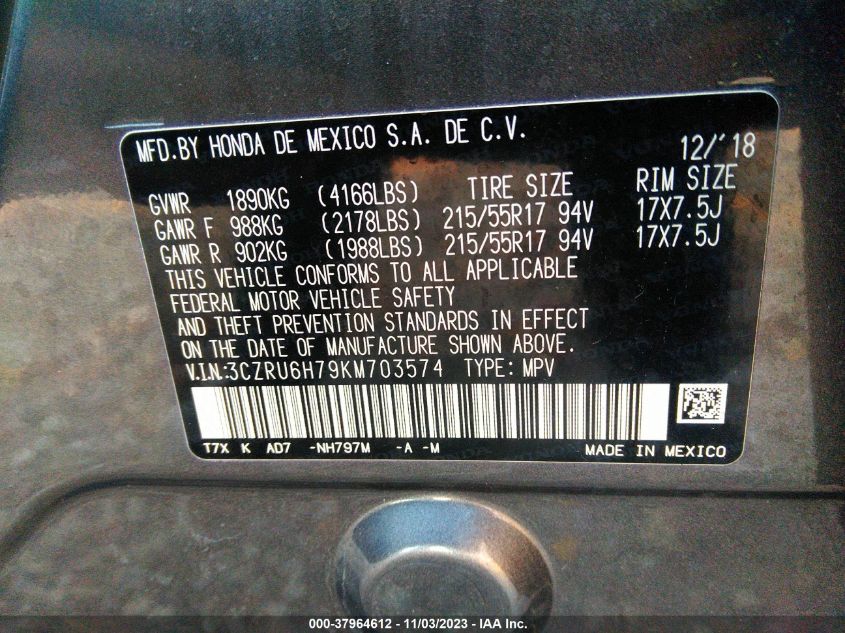 MFD.BY HONDA DE MEXICO S.A. DE C.V. 12/'18
GVWR 1890KG (4166LBS) TIRE SIZE RIM SIZE
GAWR F 988KG (2178LBS) 215/55R17 94V 17X7.5J
GAWR R 902KG (1988LBS) 215/55R17 94V 17X7.5J
THIS VEHICLE CONFORMS TO ALL APPLICABLE
FEDERAL MOTOR VEHICLE SAFETY
AND THEFT PREVENTION STANDARDS IN EFFECT
ON THE DATE OF MANUFACTURE SHOWN ABOVE.
V.I.N.:3CZRU6H79KM703574 TYPE: MPV
T7X K AD7 -NH797M -A -M MADE IN MEXICO
000-37964612 - 11/03/2023 - IAA Inc.